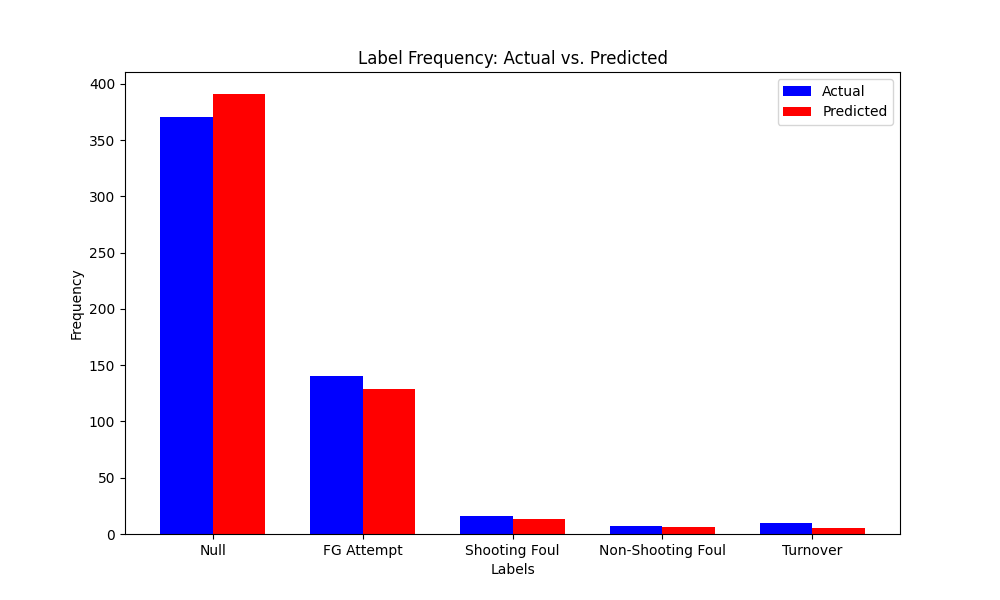 Label Frequency: Actual vs. Predicted
Actual
Predicted
400
350
300
250
200
150
100
50
0
Frequency
Null
FG Attempt
Shooting Foul
Non-Shooting Foul
Turnover
Labels